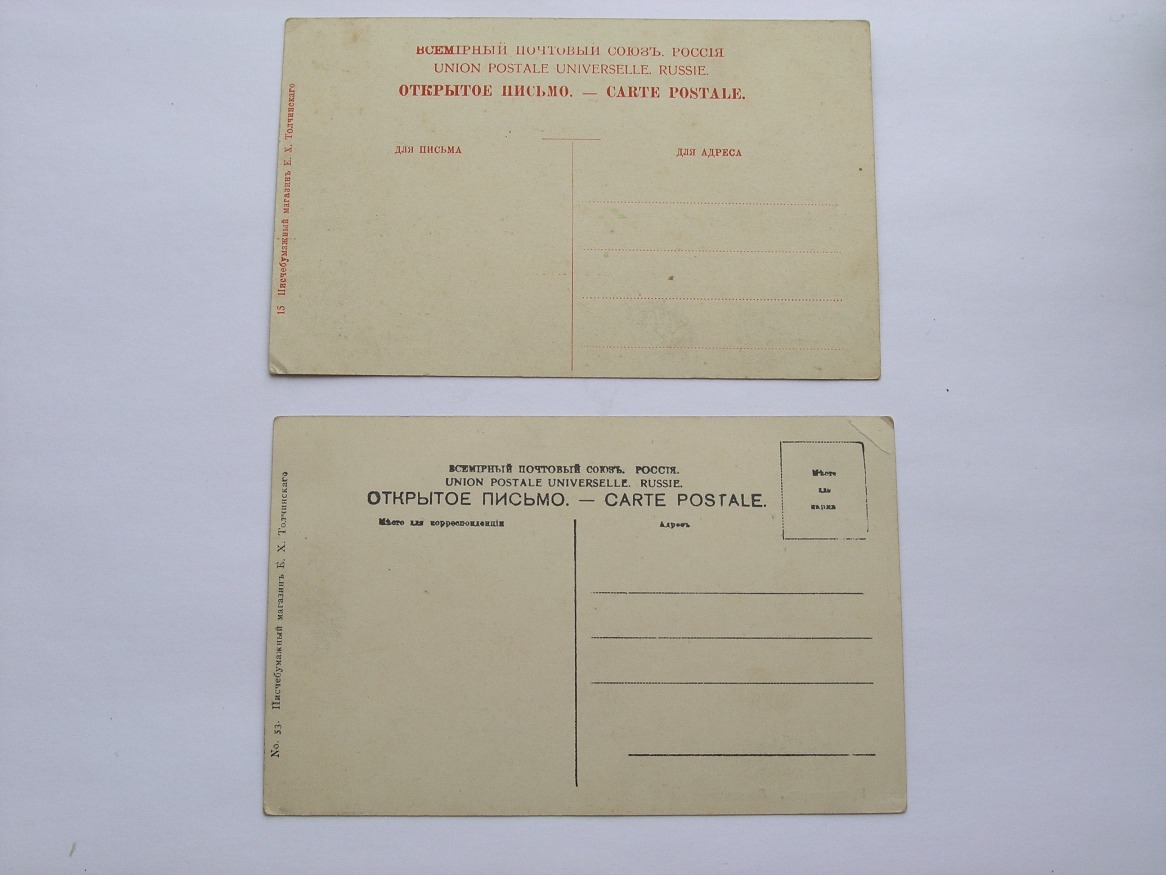 ВСЕМІРНЫЙ ПОЧТОВЫЙ СОЮЗЪ. РОССІЯ
UNION POSTALE UNIVERSELLE. RUSSIE.
ОТКРЫТОЕ ПИСЬМО. — CARTE POSTALE.
ДЛЯ ПИСЬМА
ДЛЯ АДРЕСА
15 Писчебумажный магазинъ Е. Х. Толчинскаго
ВСЕМІРНЫЙ ПОЧТОВЫЙ СОЮЗЪ. РОССІЯ.
UNION POSTALE UNIVERSELLE. RUSSIE.
ОТКРЫТОЕ ПИСЬМО. — CARTE POSTALE.
Мѣсто для корреспонденціи
Адресъ
Мѣсто
для
марки
No. 53. Писчебумажный магазинъ Е. Х. Толчинскаго